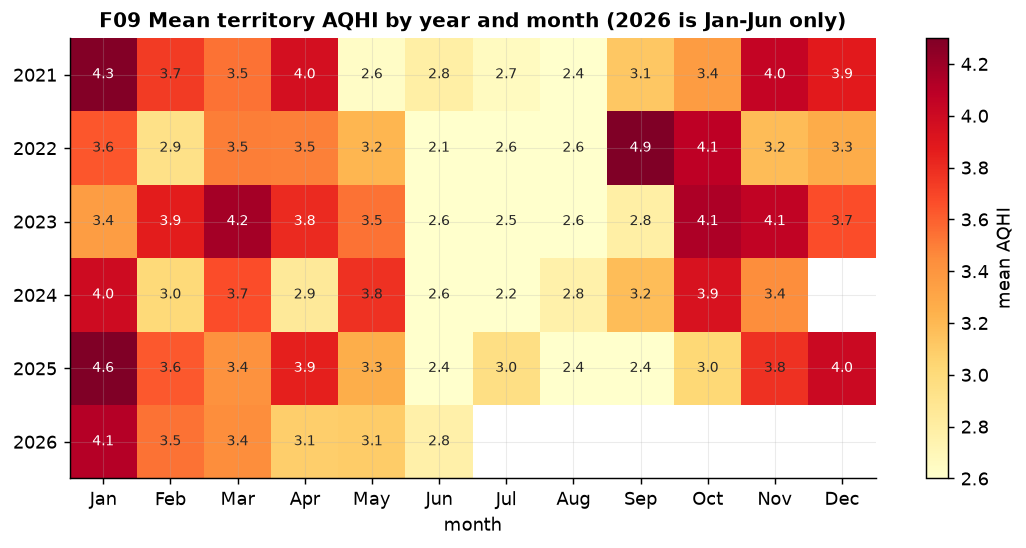 F09 Mean territory AQHI by year and month (2026 is Jan-Jun only)
2021 4.3 3.7 3.5 4.0 2.6 2.8 2.7 2.4 3.1 3.4 4.0 3.9
2022 3.6 2.9 3.5 3.5 3.2 2.1 2.6 2.6 4.9 4.1 3.2 3.3
2023 3.4 3.9 4.2 3.8 3.5 2.6 2.5 2.6 2.8 4.1 4.1 3.7
2024 4.0 3.0 3.7 2.9 3.8 2.6 2.2 2.8 3.2 3.9 3.4
2025 4.6 3.6 3.4 3.9 3.3 2.4 3.0 2.4 2.4 3.0 3.8 4.0
2026 4.1 3.5 3.4 3.1 3.1 2.8
Jan Feb Mar Apr May Jun Jul Aug Sep Oct Nov Dec
month
4.2
4.0
3.8
3.6
3.4
3.2
3.0
2.8
2.6
mean AQHI